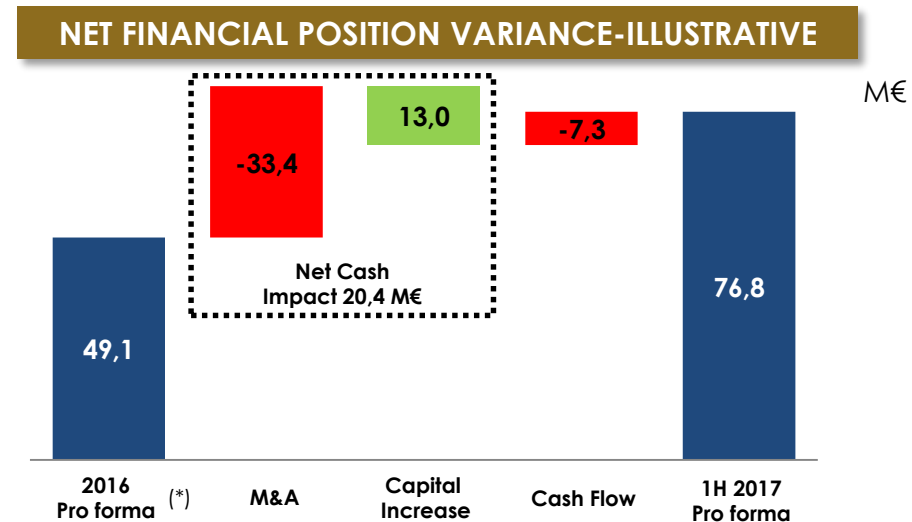 NET FINANCIAL POSITION VARIANCE-ILLUSTRATIVE
M€
13,0
-7,3
-33,4
Net Cash
Impact 20,4 M€
76,8
49,1
2016
Pro forma (*)
M&A
Capital
Increase
Cash Flow
1H 2017
Pro forma